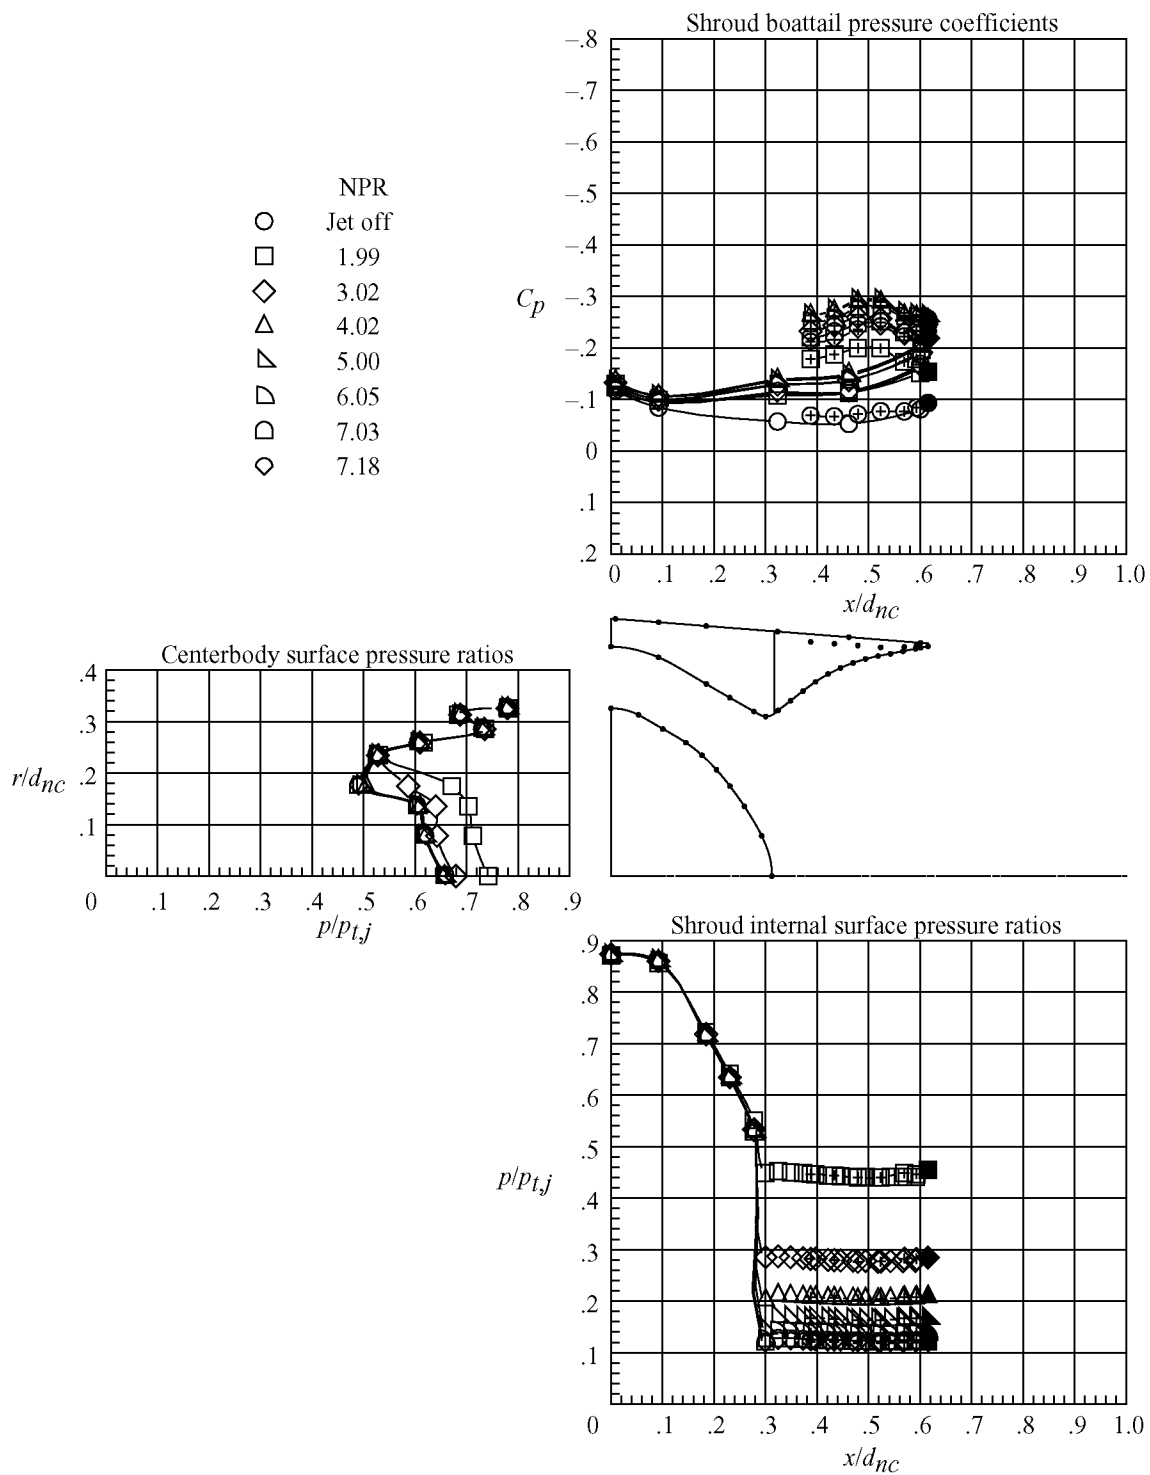 Shroud boattail pressure coefficients
–.8
–.7
–.6
–.5
–.4
–.3
–.2
–.1
0
.1
.2
C_p
0 .1 .2 .3 .4 .5 .6 .7 .8 .9 1.0
x/d_nc
NPR
Jet off
1.99
3.02
4.02
5.00
6.05
7.03
7.18
Centerbody surface pressure ratios
.4
.3
.2
.1
r/d_nc
0 .1 .2 .3 .4 .5 .6 .7 .8 .9
p/p_t,j
Shroud internal surface pressure ratios
.9
.8
.7
.6
.5
.4
.3
.2
.1
p/p_t,j
0 .1 .2 .3 .4 .5 .6 .7 .8 .9 1.0
x/d_nc